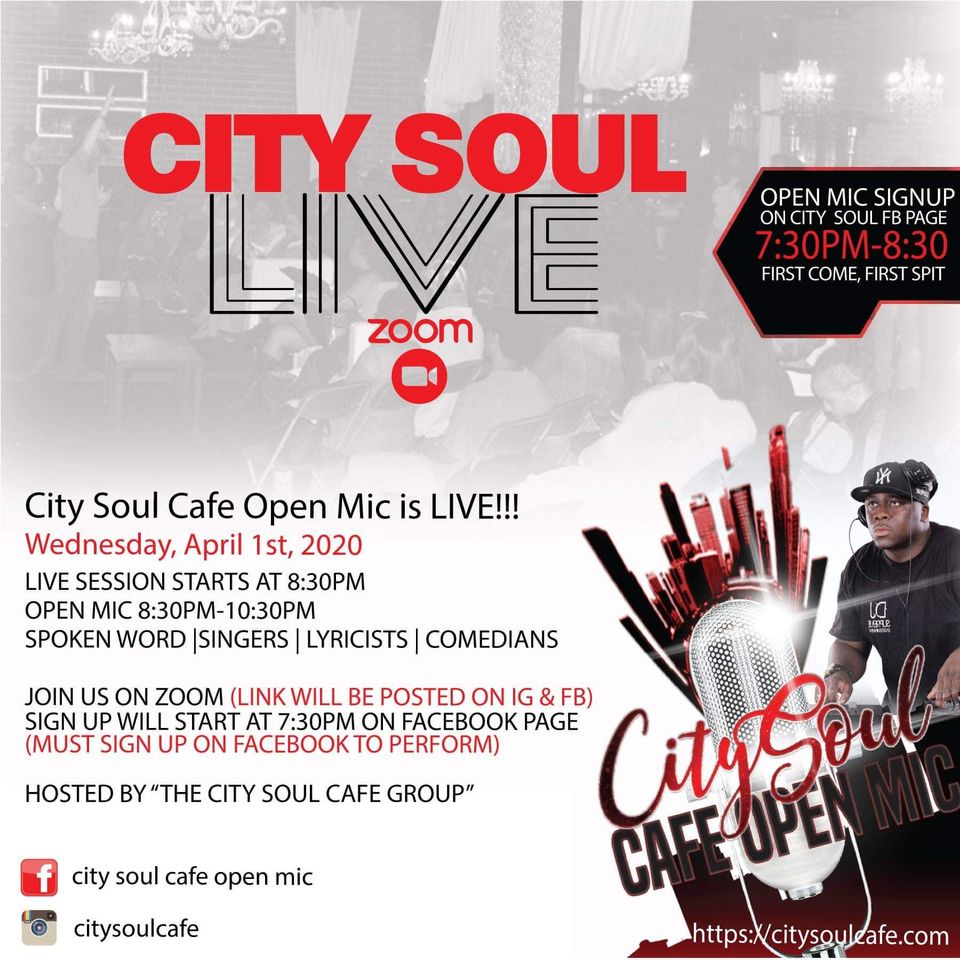 CITY SOUL
LIVE
zoom
OPEN MIC SIGNUP
ON CITY SOUL FB PAGE
7:30PM-8:30
FIRST COME, FIRST SPIT
City Soul Cafe Open Mic is LIVE!!!
Wednesday, April 1st, 2020
LIVE SESSION STARTS AT 8:30PM
OPEN MIC 8:30PM-10:30PM
SPOKEN WORD |SINGERS | LYRICISTS | COMEDIANS
JOIN US ON ZOOM (LINK WILL BE POSTED ON IG & FB)
SIGN UP WILL START AT 7:30PM ON FACEBOOK PAGE
(MUST SIGN UP ON FACEBOOK TO PERFORM)
HOSTED BY “THE CITY SOUL CAFE GROUP”
city soul cafe open mic
citysoulcafe
City Soul
CAFE OPEN MIC
https://citysoulcafe.com